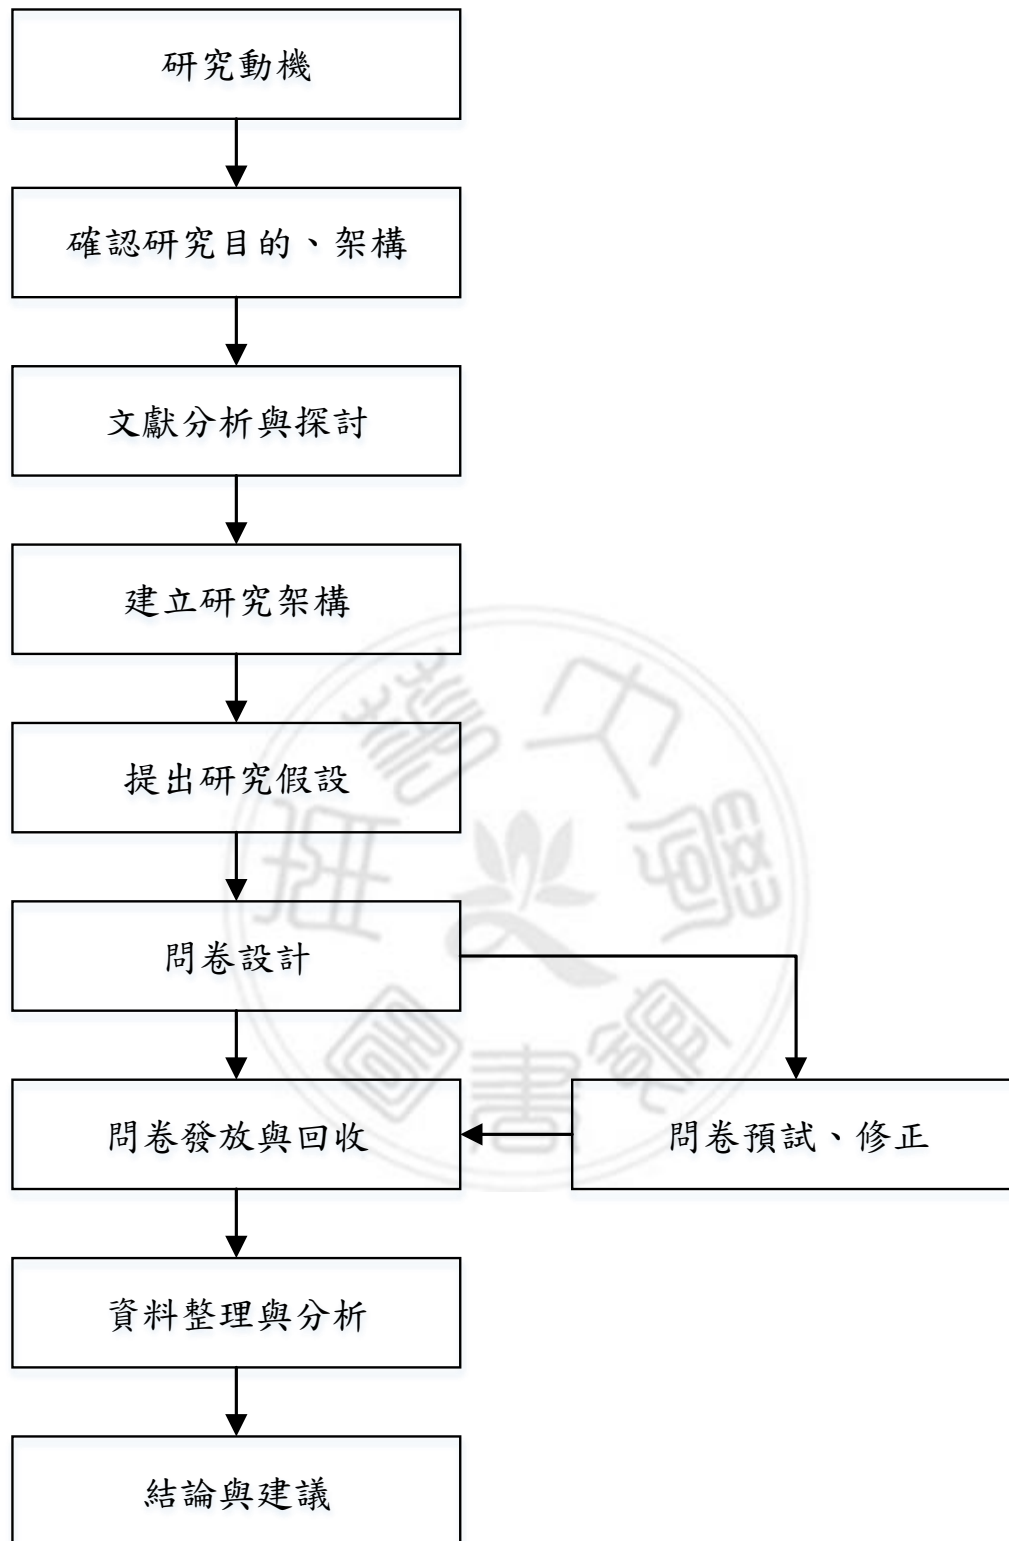 研究動機
確認研究目的、架構
文獻分析與探討
建立研究架構
提出研究假設
問卷設計
問卷發放與回收
問卷預試、修正
資料整理與分析
結論與建議